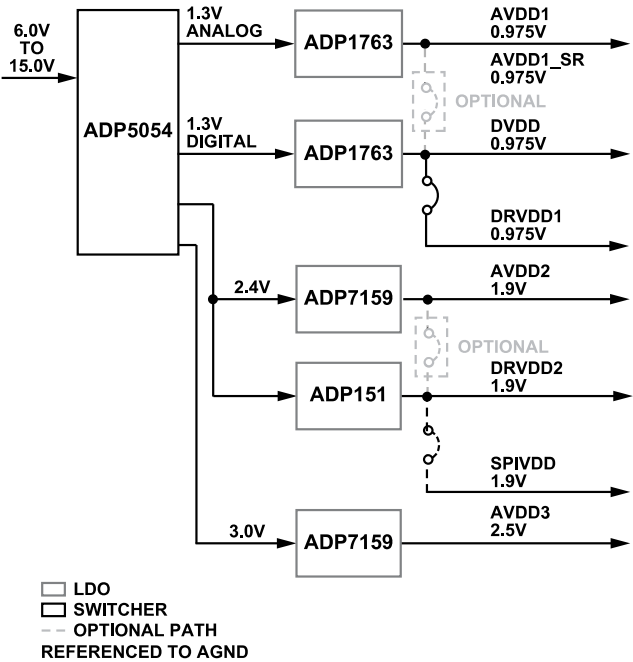 6.0V
TO
15.0V
ADP5054
1.3V
ANALOG
ADP1763
AVDD1
0.975V
AVDD1_SR
0.975V
OPTIONAL
1.3V
DIGITAL
ADP1763
DVDD
0.975V
DRVDD1
0.975V
2.4V
ADP7159
AVDD2
1.9V
OPTIONAL
ADP151
DRVDD2
1.9V
SPIVDD
1.9V
3.0V
ADP7159
AVDD3
2.5V
LDO
SWITCHER
OPTIONAL PATH
REFERENCED TO AGND